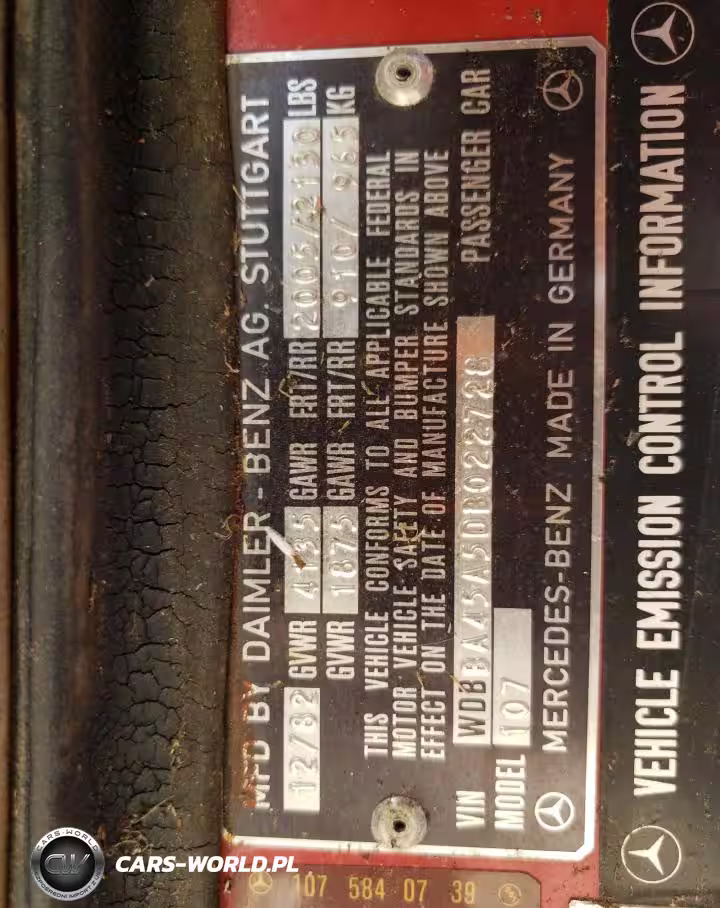 MFD BY DAIMLER - BENZ AG. STUTTGART
12/82 GVWR 4135 GAWR FRT/RR 2005/2130 LBS
GVWR 1875 GAWR FRT/RR 910/ 965 KG
THIS VEHICLE CONFORMS TO ALL APPLICABLE FEDERAL
MOTOR VEHICLE SAFETY AND BUMPER STANDARDS IN
EFFECT ON THE DATE OF MANUFACTURE SHOWN ABOVE
VIN WDBBA45A5DB022728 PASSENGER CAR
MODEL 107
MERCEDES-BENZ MADE IN GERMANY
VEHICLE EMISSION CONTROL INFORMATION
107 584 07 39
CARS-WORLD.PL